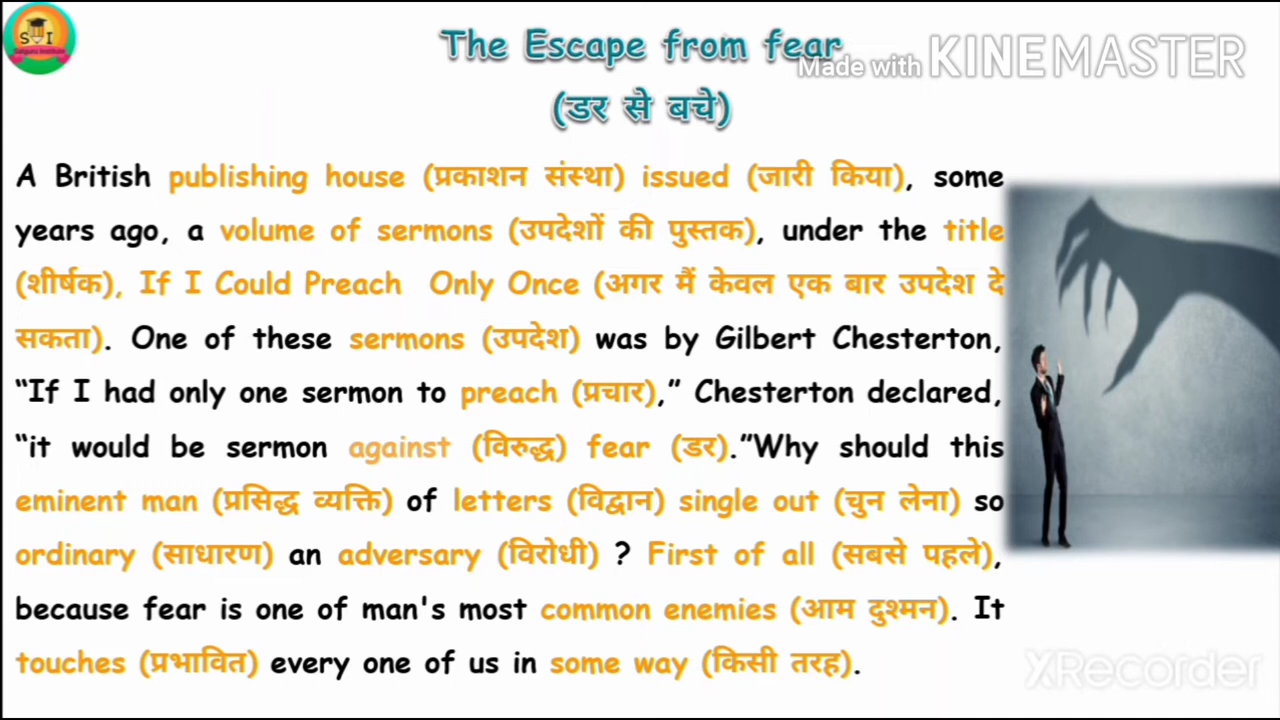 S I
The Escape from fear
Made with KINEMASTER
(डर से बचे)
A British publishing house (प्रकाशन संस्था) issued (जारी किया), some
years ago, a volume of sermons (उपदेशों की पुस्तक), under the title
(शीर्षक), If I Could Preach Only Once (अगर मैं केवल एक बार उपदेश दे
सकता). One of these sermons (उपदेश) was by Gilbert Chesterton,
“If I had only one sermon to preach (प्रचार),” Chesterton declared,
“it would be sermon against (विरुद्ध) fear (डर).”Why should this
eminent man (प्रसिद्ध व्यक्ति) of letters (विद्वान) single out (चुन लेना) so
ordinary (साधारण) an adversary (विरोधी) ? First of all (सबसे पहले),
because fear is one of man's most common enemies (आम दुश्मन). It
touches (प्रभावित) every one of us in some way (किसी तरह).
XRecorder